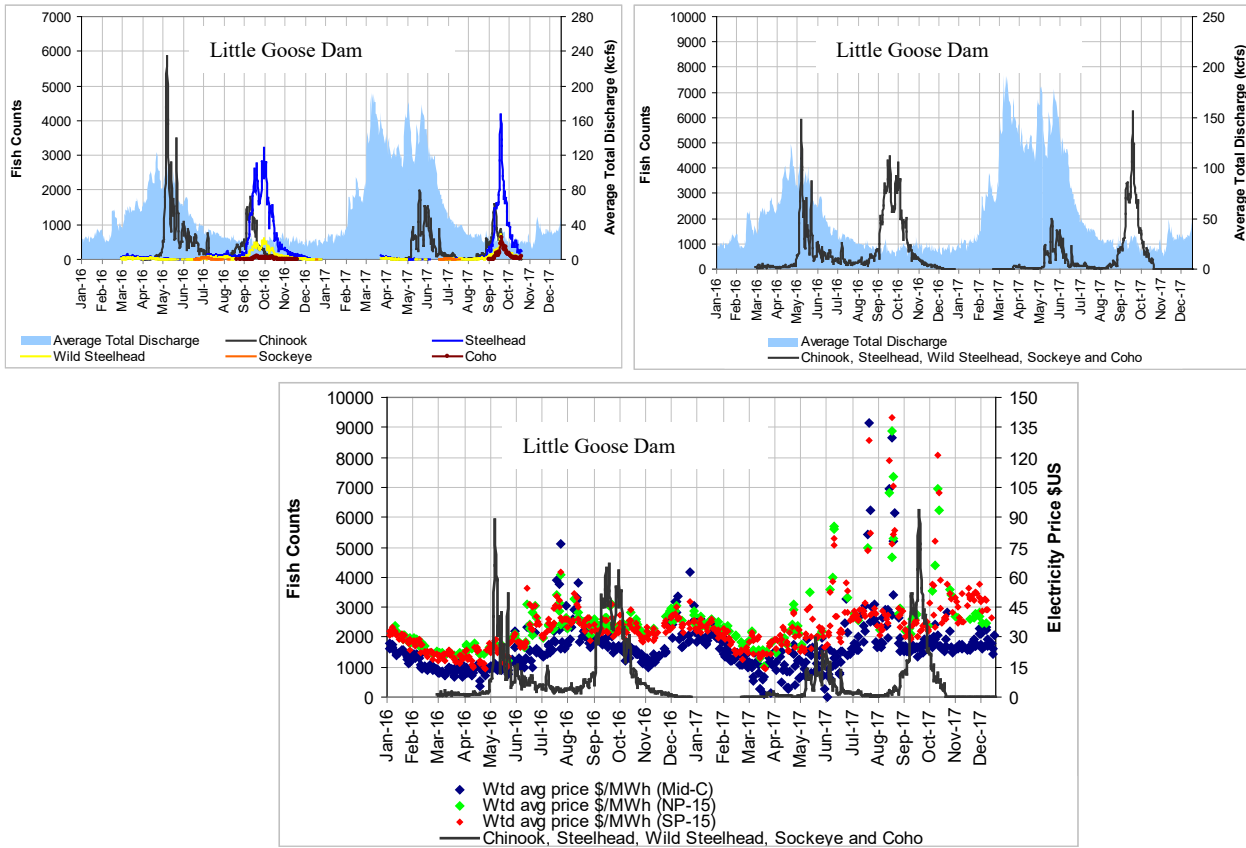 Little Goose Dam
Fish Counts
7000
6000
5000
4000
3000
2000
1000
0
280
240
200
160
120
80
40
0
Average Total Discharge (kcfs)
Jan-16 Feb-16 Mar-16 Apr-16 May-16 Jun-16 Jul-16 Aug-16 Sep-16 Oct-16 Nov-16 Dec-16 Jan-17 Feb-17 Mar-17 Apr-17 May-17 Jun-17 Jul-17 Aug-17 Sep-17 Oct-17 Nov-17 Dec-17
Average Total Discharge Chinook Steelhead
Wild Steelhead Sockeye Coho
Little Goose Dam
Fish Counts
10000
9000
8000
7000
6000
5000
4000
3000
2000
1000
0
250
200
150
100
50
0
Average Total Discharge (kcfs)
Jan-16 Feb-16 Mar-16 Apr-16 May-16 Jun-16 Jul-16 Aug-16 Sep-16 Oct-16 Nov-16 Dec-16 Jan-17 Feb-17 Mar-17 Apr-17 May-17 Jun-17 Jul-17 Aug-17 Sep-17 Oct-17 Nov-17 Dec-17
Average Total Discharge
Chinook, Steelhead, Wild Steelhead, Sockeye and Coho
Little Goose Dam
Fish Counts
10000
9000
8000
7000
6000
5000
4000
3000
2000
1000
0
150
135
120
105
90
75
60
45
30
15
0
Electricity Price $US
Jan-16 Feb-16 Mar-16 Apr-16 May-16 Jun-16 Jul-16 Aug-16 Sep-16 Oct-16 Nov-16 Dec-16 Jan-17 Feb-17 Mar-17 Apr-17 May-17 Jun-17 Jul-17 Aug-17 Sep-17 Oct-17 Nov-17 Dec-17
Wtd avg price $/MWh (Mid-C)
Wtd avg price $/MWh (NP-15)
Wtd avg price $/MWh (SP-15)
Chinook, Steelhead, Wild Steelhead, Sockeye and Coho